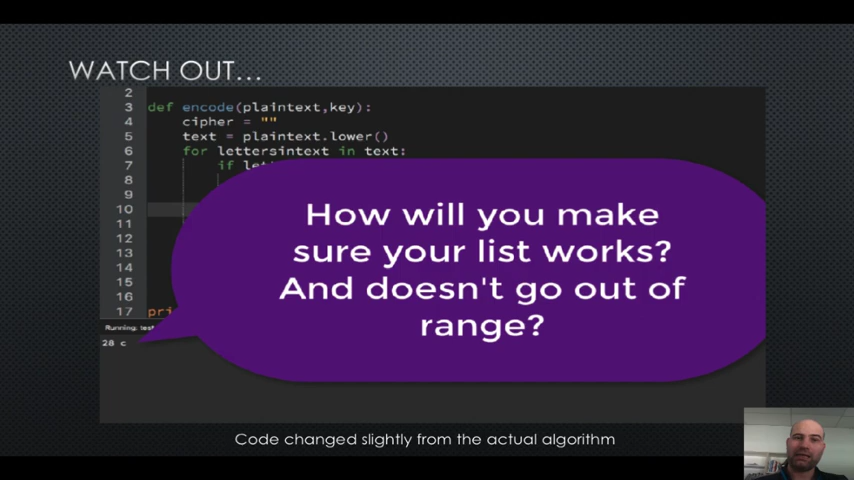 WATCH OUT...
2
3 def encode(plaintext,key):
4 cipher = ""
5 text = plaintext.lower()
6 for lettersintext in text:
7 if
8
9
10
11
12
13
14
15
16
17
Running:
28 c
How will you make
sure your list works?
And doesn't go out of
range?
Code changed slightly from the actual algorithm